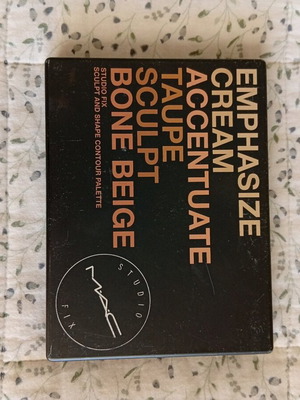 EMPHASIZE
CREAM
ACCENTUATE
TAUPE
SCULPT
BONE BEIGE
STUDIO FIX
SCULPT AND SHAPE CONTOUR PALETTE
STUDIO
MAC
FIX